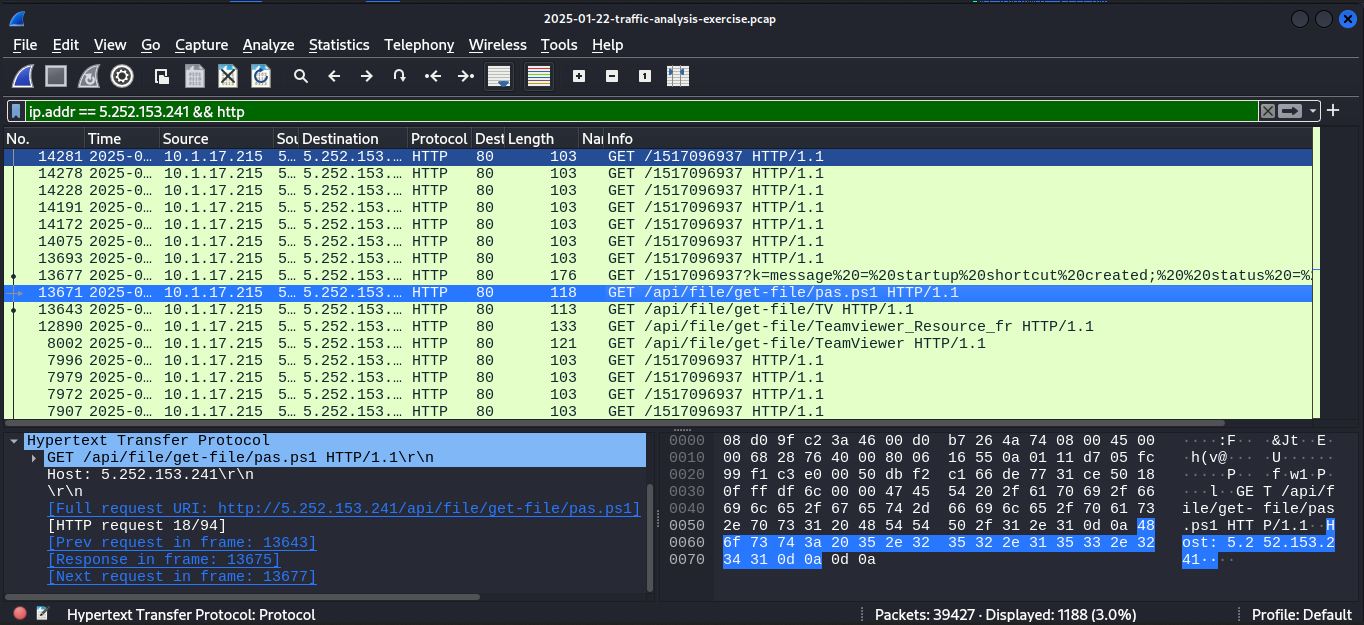 2025-01-22-traffic-analysis-exercise.pcap
File Edit View Go Capture Analyze Statistics Telephony Wireless Tools Help
ip.addr == 5.252.153.241 && http
No. Time Source Sou Destination Protocol Dest Length Nai Info
14281 2025-0… 10.1.17.215 5… 5.252.153.… HTTP 80 103 GET /1517096937 HTTP/1.1
14278 2025-0… 10.1.17.215 5… 5.252.153.… HTTP 80 103 GET /1517096937 HTTP/1.1
14228 2025-0… 10.1.17.215 5… 5.252.153.… HTTP 80 103 GET /1517096937 HTTP/1.1
14191 2025-0… 10.1.17.215 5… 5.252.153.… HTTP 80 103 GET /1517096937 HTTP/1.1
14172 2025-0… 10.1.17.215 5… 5.252.153.… HTTP 80 103 GET /1517096937 HTTP/1.1
14075 2025-0… 10.1.17.215 5… 5.252.153.… HTTP 80 103 GET /1517096937 HTTP/1.1
13693 2025-0… 10.1.17.215 5… 5.252.153.… HTTP 80 103 GET /1517096937 HTTP/1.1
13677 2025-0… 10.1.17.215 5… 5.252.153.… HTTP 80 176 GET /1517096937?k=message%20=%20startup%20shortcut%20created;%20%20status%20=%
13671 2025-0… 10.1.17.215 5… 5.252.153.… HTTP 80 118 GET /api/file/get-file/pas.ps1 HTTP/1.1
13643 2025-0… 10.1.17.215 5… 5.252.153.… HTTP 80 113 GET /api/file/get-file/TV HTTP/1.1
12890 2025-0… 10.1.17.215 5… 5.252.153.… HTTP 80 133 GET /api/file/get-file/Teamviewer_Resource_fr HTTP/1.1
8002 2025-0… 10.1.17.215 5… 5.252.153.… HTTP 80 121 GET /api/file/get-file/TeamViewer HTTP/1.1
7996 2025-0… 10.1.17.215 5… 5.252.153.… HTTP 80 103 GET /1517096937 HTTP/1.1
7979 2025-0… 10.1.17.215 5… 5.252.153.… HTTP 80 103 GET /1517096937 HTTP/1.1
7972 2025-0… 10.1.17.215 5… 5.252.153.… HTTP 80 103 GET /1517096937 HTTP/1.1
7907 2025-0… 10.1.17.215 5… 5.252.153.… HTTP 80 103 GET /1517096937 HTTP/1.1
Hypertext Transfer Protocol
GET /api/file/get-file/pas.ps1 HTTP/1.1\r\n
Host: 5.252.153.241\r\n
\r\n
[Full request URI: http://5.252.153.241/api/file/get-file/pas.ps1]
[HTTP request 18/94]
[Prev request in frame: 13643]
[Response in frame: 13675]
[Next request in frame: 13677]
0000 08 d0 9f c2 3a 46 00 d0 b7 26 4a 74 08 00 45 00 ····:F·· ·&Jt··E·
0010 00 68 28 76 40 00 80 06 16 55 0a 01 11 d7 05 fc ·h(v@··· ·U······
0020 99 f1 c3 e0 00 50 db f2 c1 66 de 77 31 ce 50 18 ·····P·· ·f·w1·P·
0030 0f ff df 6c 00 00 47 45 54 20 2f 61 70 69 2f 66 ···l··GE T /api/f
0040 69 6c 65 2f 67 65 74 2d 66 69 6c 65 2f 70 61 73 ile/get- file/pas
0050 2e 70 73 31 20 48 54 54 50 2f 31 2e 31 0d 0a 48 .ps1 HTT P/1.1··H
0060 6f 73 74 3a 20 35 2e 32 35 32 2e 31 35 33 2e 32 ost: 5.2 52.153.2
0070 34 31 0d 0a 0d 0a 41····
Hypertext Transfer Protocol: Protocol
Packets: 39427 · Displayed: 1188 (3.0%)
Profile: Default